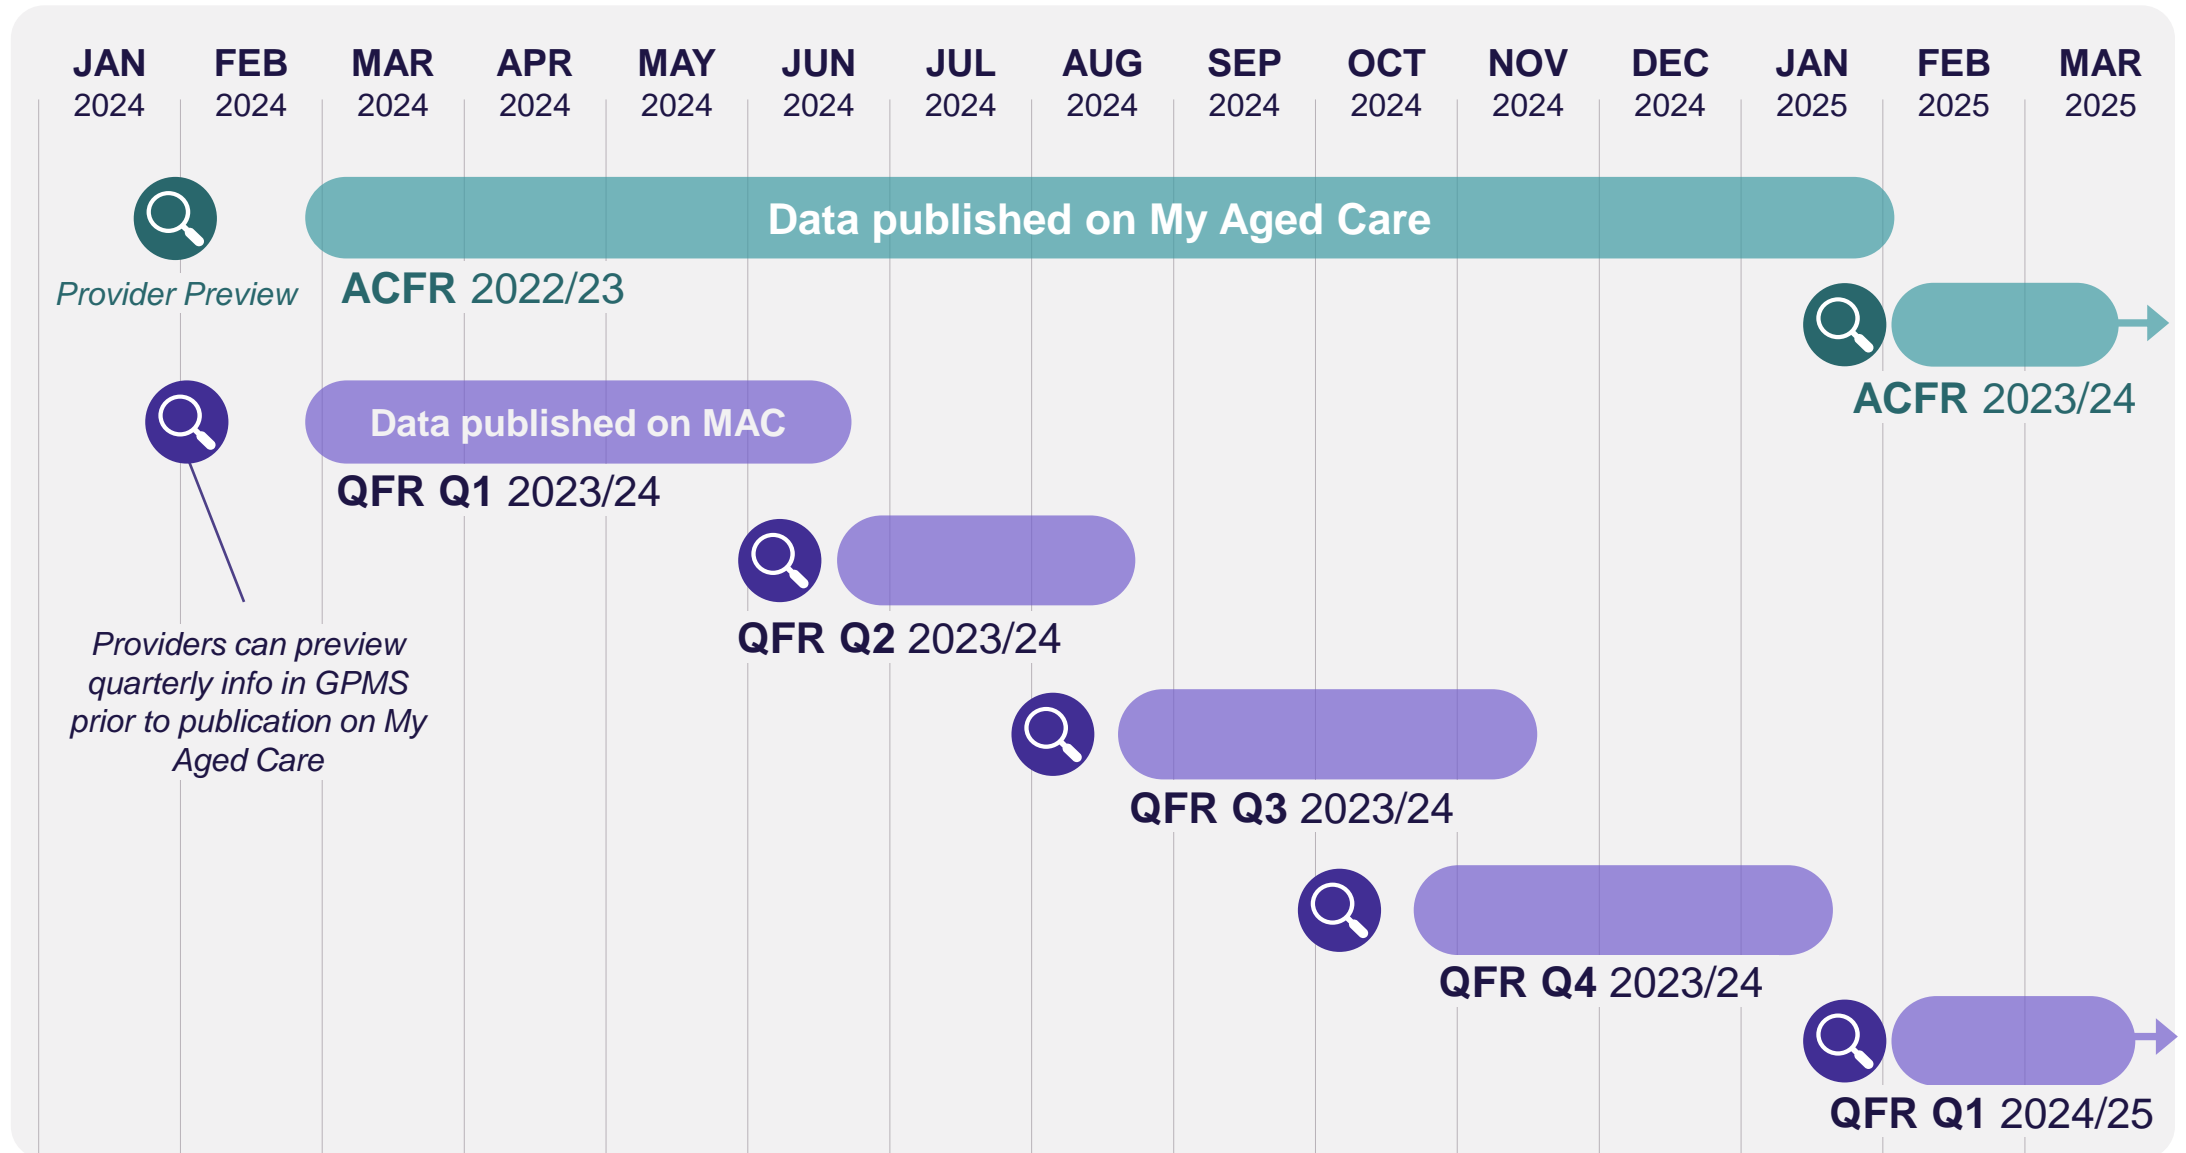 JAN FEB MAR APR MAY JUN JUL AUG SEP OCT NOV DEC JAN FEB MAR
2024 2024 2024 2024 2024 2024 2024 2024 2024 2024 2024 2024 2025 2025 2025
Data published on My Aged Care
Provider Preview
ACFR 2022/23
ACFR 2023/24
Data published on MAC
QFR Q1 2023/24
QFR Q2 2023/24
Providers can preview
quarterly info in GPMS
prior to publication on My
Aged Care
QFR Q3 2023/24
QFR Q4 2023/24
QFR Q1 2024/25